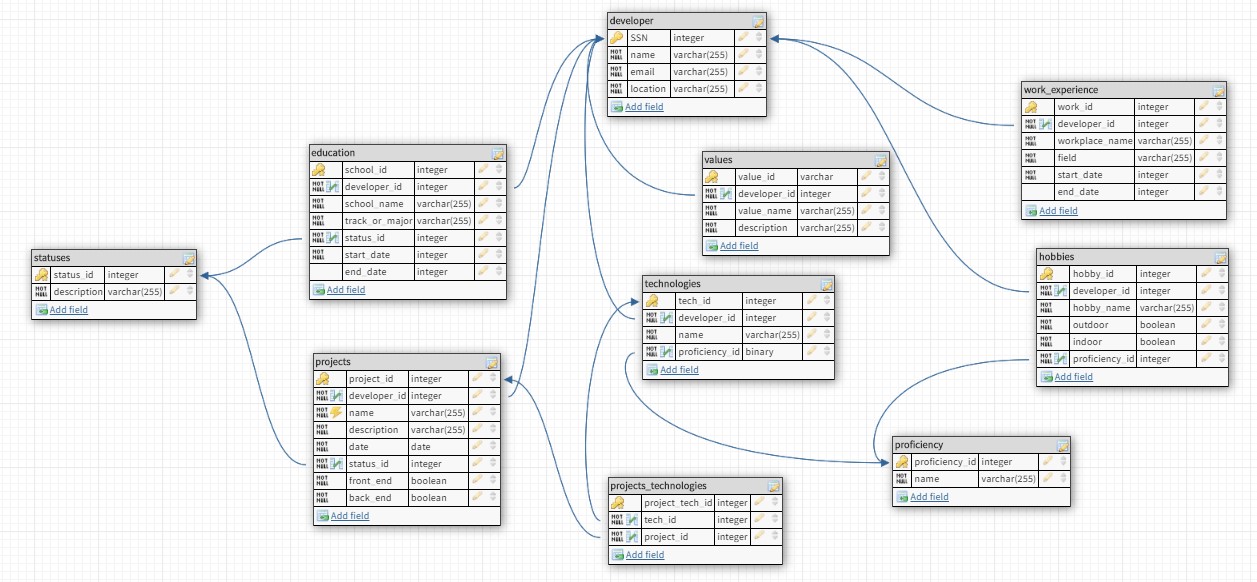 developer
SSN integer
NOT NULL name varchar(255)
NOT NULL email varchar(255)
NOT NULL location varchar(255)
Add field
work_experience
work_id integer
NOT NULL developer_id integer
NOT NULL workplace_name varchar(255)
NOT NULL field varchar(255)
NOT NULL start_date integer
end_date integer
Add field
education
school_id integer
NOT NULL developer_id integer
NOT NULL school_name varchar(255)
NOT NULL track_or_major varchar(255)
NOT NULL status_id integer
NOT NULL start_date integer
end_date integer
Add field
values
value_id varchar
NOT NULL developer_id integer
NOT NULL value_name varchar(255)
NOT NULL description varchar(255)
Add field
statuses
status_id integer
NOT NULL description varchar(255)
Add field
technologies
tech_id integer
NOT NULL developer_id integer
NOT NULL name varchar(255)
NOT NULL proficiency_id binary
Add field
hobbies
hobby_id integer
NOT NULL developer_id integer
NOT NULL hobby_name varchar(255)
NOT NULL outdoor boolean
NOT NULL indoor boolean
NOT NULL proficiency_id integer
Add field
projects
project_id integer
NOT NULL developer_id integer
NOT NULL name varchar(255)
NOT NULL description varchar(255)
NOT NULL date date
NOT NULL status_id integer
NOT NULL front_end boolean
NOT NULL back_end boolean
Add field
proficiency
proficiency_id integer
NOT NULL name varchar(255)
Add field
projects_technologies
project_tech_id integer
NOT NULL tech_id integer
NOT NULL project_id integer
Add field